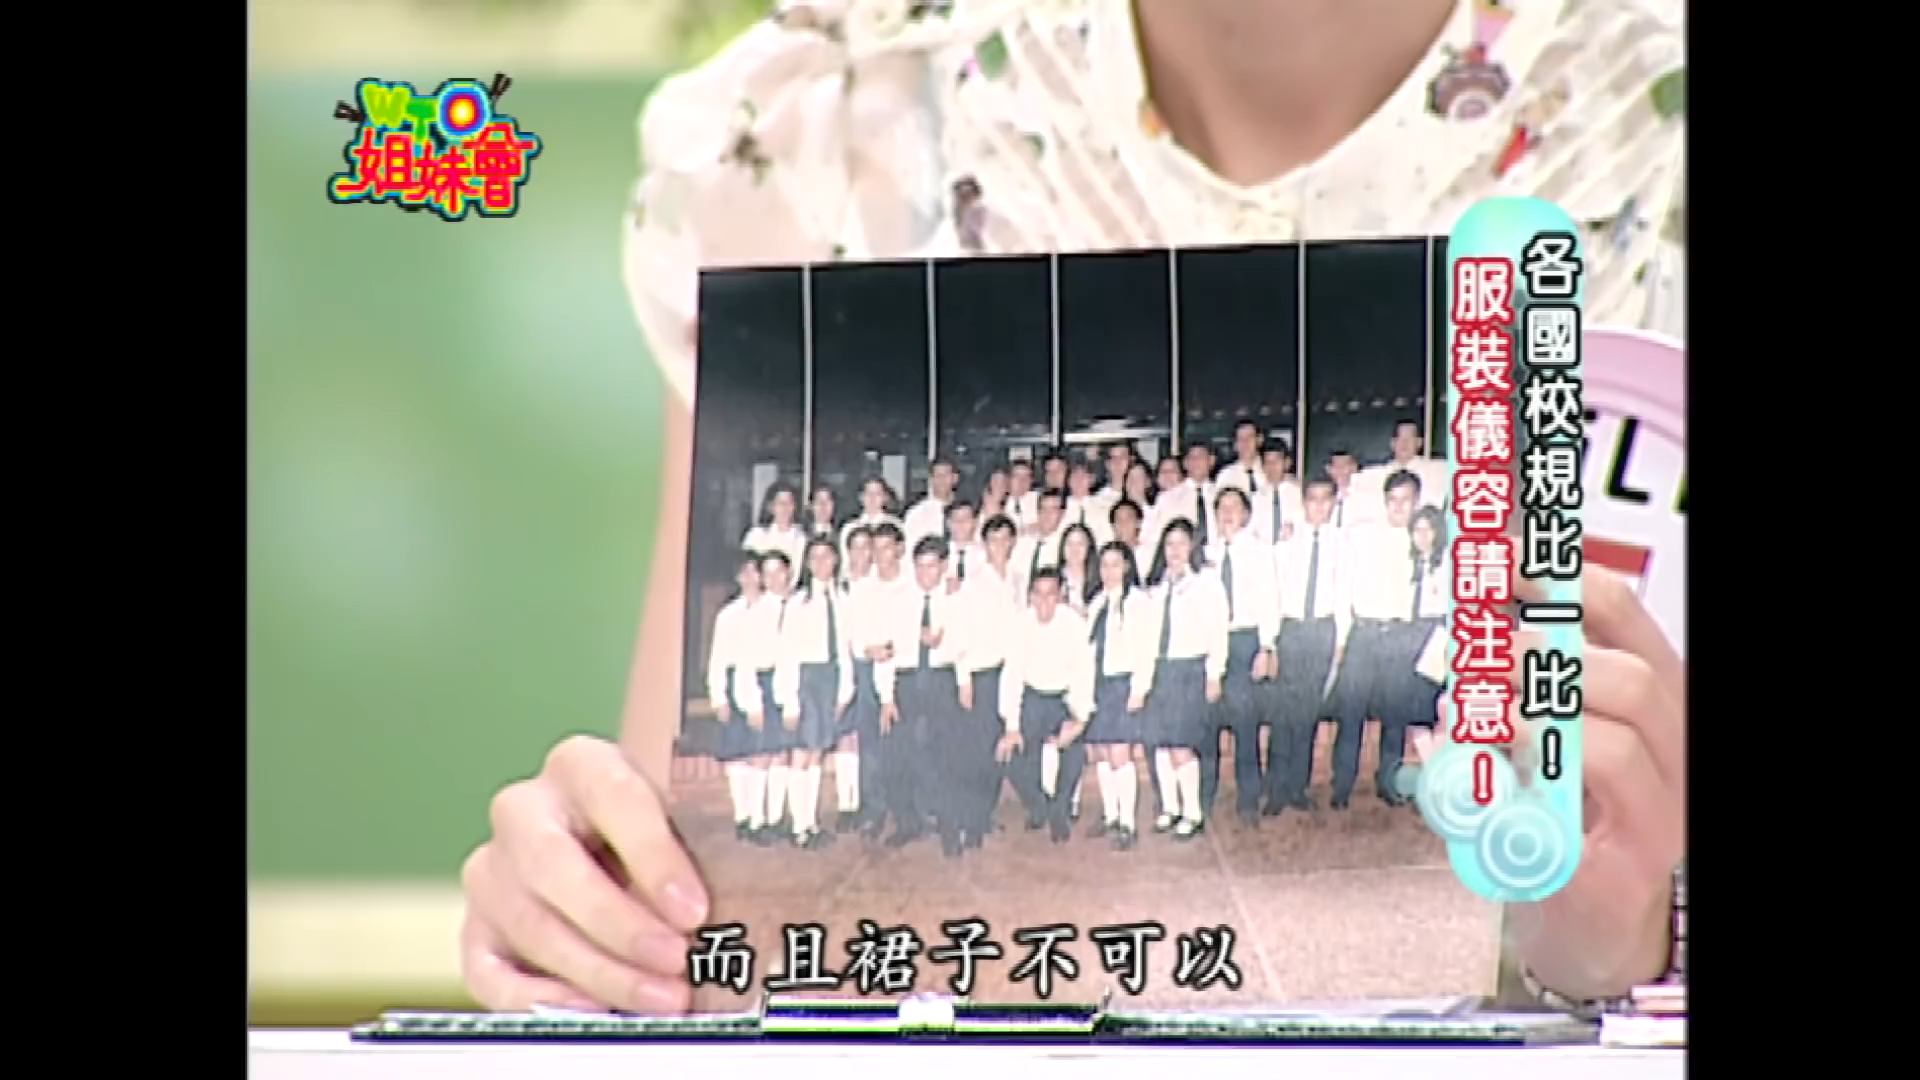 WTO
姐妹會
各國校規比一比！
服裝儀容請注意！
而且裙子不可以